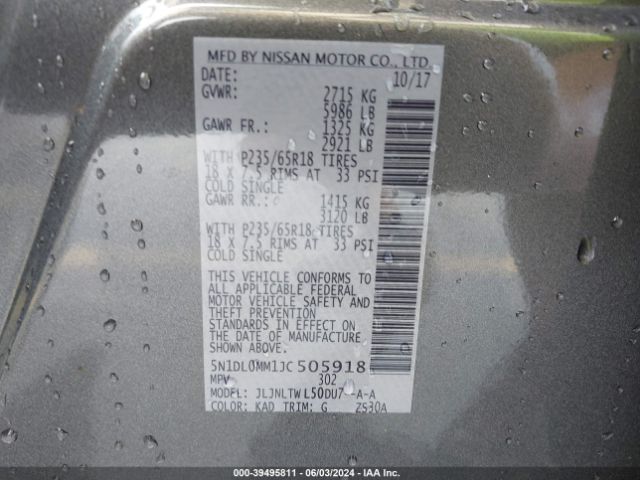 MFD BY NISSAN MOTOR CO., LTD.
DATE: 10/17
GVWR: 2715 KG
5986 LB
GAWR FR.: 1325 KG
2921 LB
WITH P235/65R18 TIRES
18 X 7.5 RIMS AT 33 PSI
COLD SINGLE
GAWR RR.: 1415 KG
3120 LB
WITH P235/65R18 TIRES
18 X 7.5 RIMS AT 33 PSI
COLD SINGLE
THIS VEHICLE CONFORMS TO
ALL APPLICABLE FEDERAL
MOTOR VEHICLE SAFETY AND
THEFT PREVENTION
STANDARDS IN EFFECT ON
THE DATE OF MANUFACTURE
SHOWN ABOVE.
5N1DL0MM1JC505918
MPV 302
MODEL: JLJNLTWL50DU7 A-A
COLOR: KAD TRIM: G ZS30A
000-39495811 - 06/03/2024 - IAA Inc.